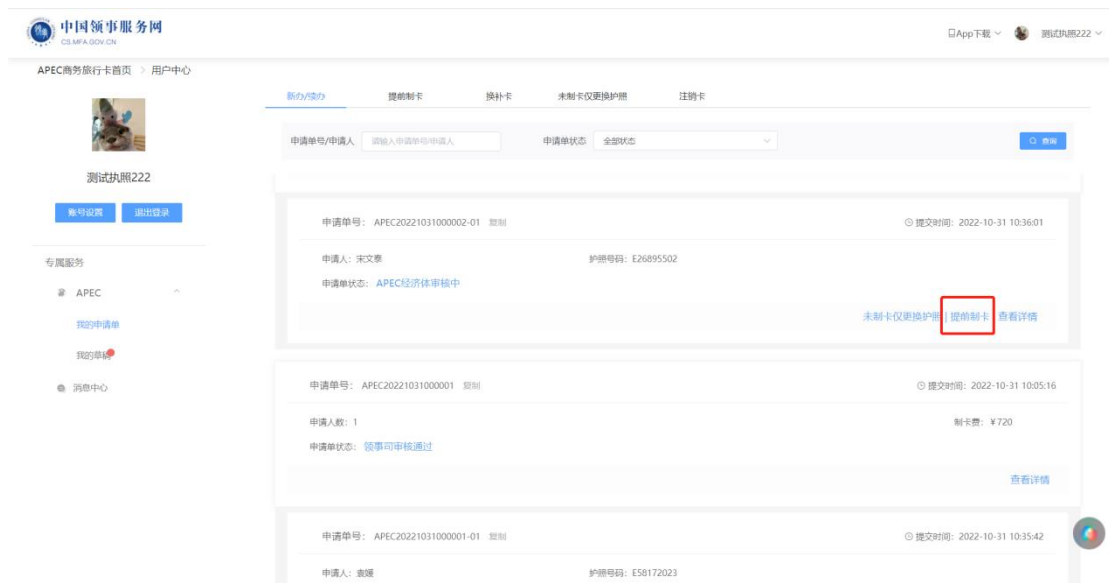 中国领事服务网
CS.MFA.GOV.CN
App下载
测试执照222
APEC商务旅行卡首页 > 用户中心
新办/续办 提前制卡 换补卡 未制卡仅更换护照 注销卡
申请单号/申请人 请输入申请单号/申请人 申请单状态 全部状态 查询
测试执照222
账号设置 退出登录
专属服务
APEC
我的申请单
我的草稿
消息中心
申请单号： APEC20221031000002-01 复制 提交时间：2022-10-31 10:36:01
申请人：宋文泰 护照号码：E26895502
申请单状态：APEC经济体审核中
未制卡仅更换护照 | 提前制卡 | 查看详情
申请单号： APEC20221031000001 复制 提交时间：2022-10-31 10:05:16
申请人数：1 制卡费：￥720
申请单状态：领事司审核通过
查看详情
申请单号： APEC20221031000001-01 复制 提交时间：2022-10-31 10:35:42
申请人：袁媛 护照号码：E58172023